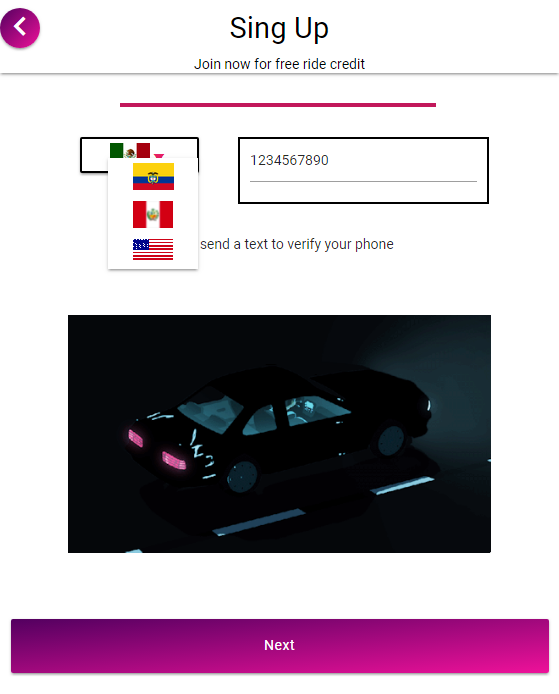 Sing Up
Join now for free ride credit
1234567890
send a text to verify your phone
Next